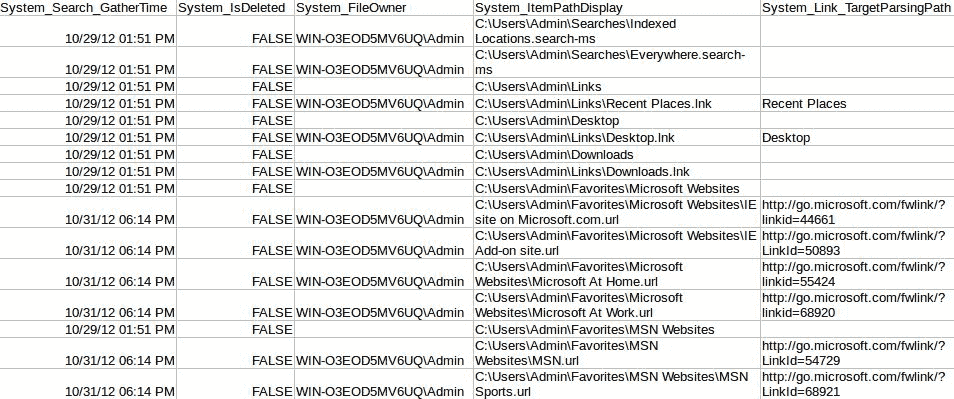 System_Search_GatherTime System_IsDeleted System_FileOwner System_ItemPathDisplay System_Link_TargetParsingPath
C:\Users\Admin\Searches\Indexed
10/29/12 01:51 PM FALSE WIN-O3EOD5MV6UQ\Admin Locations.search-ms
C:\Users\Admin\Searches\Everywhere.search-
10/29/12 01:51 PM FALSE WIN-O3EOD5MV6UQ\Admin ms
10/29/12 01:51 PM FALSE C:\Users\Admin\Links
10/29/12 01:51 PM FALSE WIN-O3EOD5MV6UQ\Admin C:\Users\Admin\Links\Recent Places.lnk Recent Places
10/29/12 01:51 PM FALSE C:\Users\Admin\Desktop
10/29/12 01:51 PM FALSE WIN-O3EOD5MV6UQ\Admin C:\Users\Admin\Links\Desktop.lnk Desktop
10/29/12 01:51 PM FALSE C:\Users\Admin\Downloads
10/29/12 01:51 PM FALSE WIN-O3EOD5MV6UQ\Admin C:\Users\Admin\Links\Downloads.lnk
10/29/12 01:51 PM FALSE C:\Users\Admin\Favorites\Microsoft Websites
C:\Users\Admin\Favorites\Microsoft Websites\IE http://go.microsoft.com/fwlink/?
10/31/12 06:14 PM FALSE WIN-O3EOD5MV6UQ\Admin site on Microsoft.com.url linkid=44661
C:\Users\Admin\Favorites\Microsoft Websites\IE http://go.microsoft.com/fwlink/?
10/31/12 06:14 PM FALSE WIN-O3EOD5MV6UQ\Admin Add-on site.url LinkId=50893
C:\Users\Admin\Favorites\Microsoft http://go.microsoft.com/fwlink/?
10/31/12 06:14 PM FALSE WIN-O3EOD5MV6UQ\Admin Websites\Microsoft At Home.url linkid=55424
C:\Users\Admin\Favorites\Microsoft http://go.microsoft.com/fwlink/?
10/31/12 06:14 PM FALSE WIN-O3EOD5MV6UQ\Admin Websites\Microsoft At Work.url linkid=68920
10/29/12 01:51 PM FALSE C:\Users\Admin\Favorites\MSN Websites
C:\Users\Admin\Favorites\MSN http://go.microsoft.com/fwlink/?
10/31/12 06:14 PM FALSE WIN-O3EOD5MV6UQ\Admin Websites\MSN.url LinkId=54729
C:\Users\Admin\Favorites\MSN Websites\MSN http://go.microsoft.com/fwlink/?
10/31/12 06:14 PM FALSE WIN-O3EOD5MV6UQ\Admin Sports.url LinkId=68921